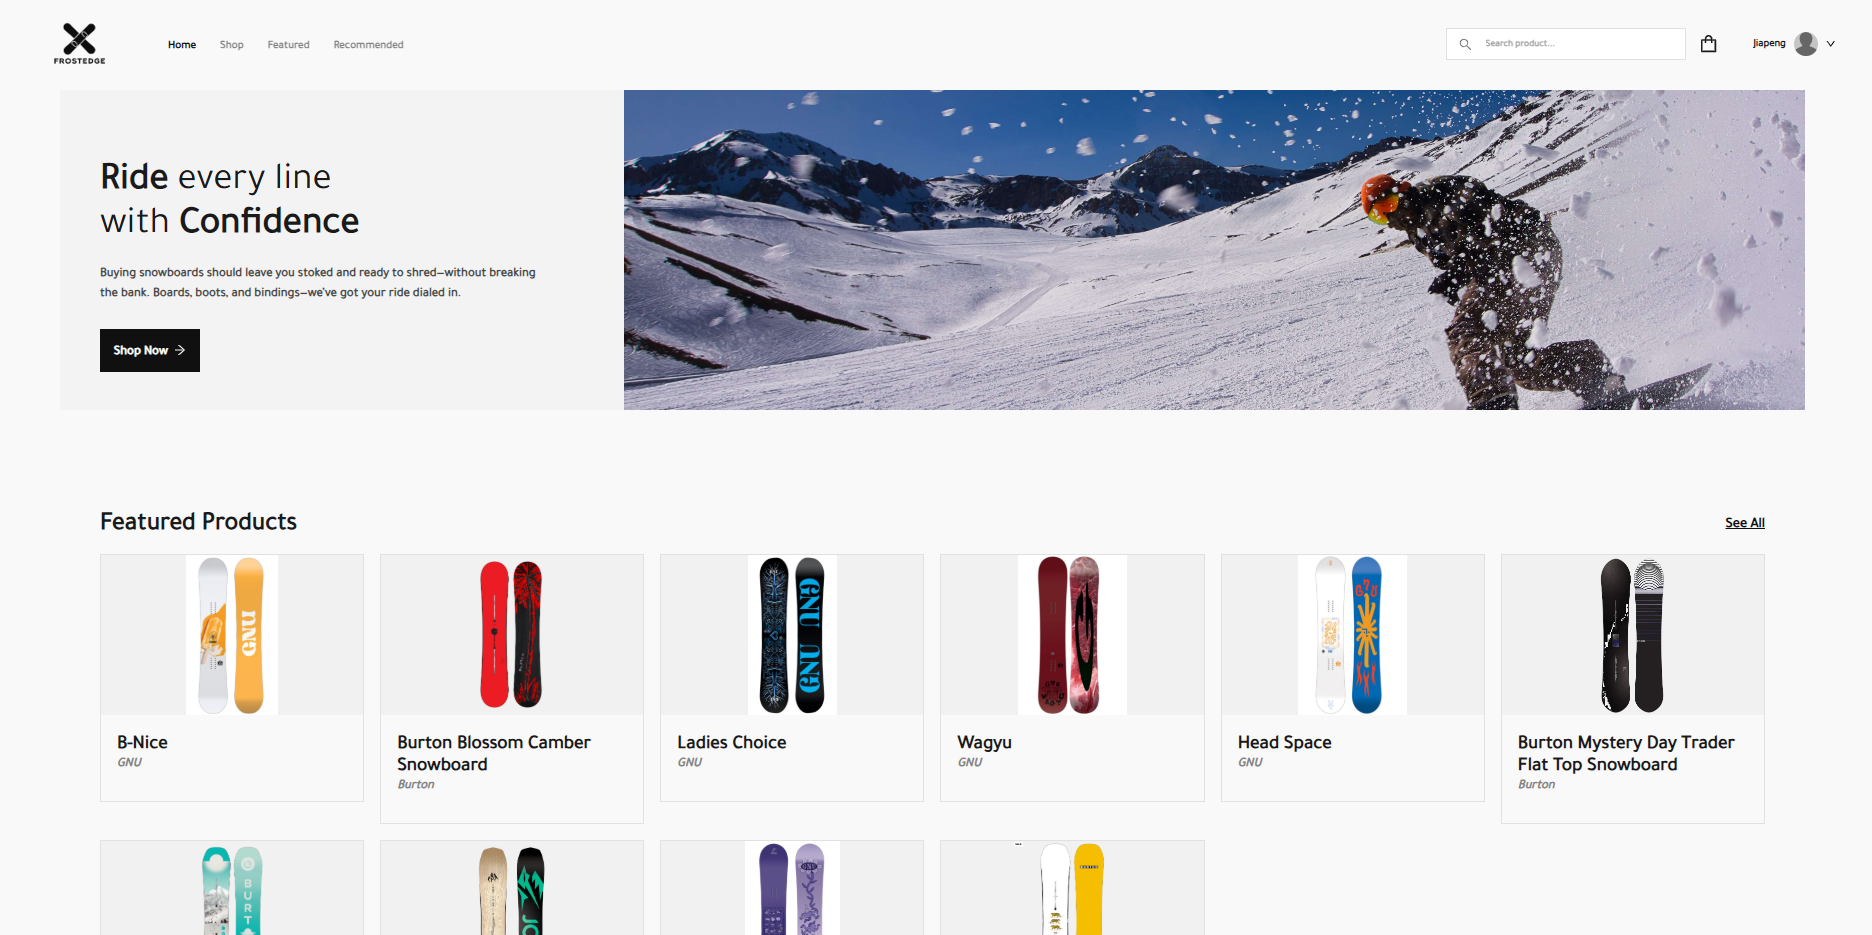 FROSTEDGE
Home Shop Featured Recommended
Search product...
Jiapeng
Ride every line
with Confidence
Buying snowboards should leave you stoked and ready to shred—without breaking
the bank. Boards, boots, and bindings—we've got your ride dialed in.
Shop Now
Featured Products
See All
GNU
GNU GNU
GNU
B-Nice
GNU
Burton Blossom Camber
Snowboard
Burton
Ladies Choice
GNU
Wagyu
GNU
Head Space
GNU
Burton Mystery Day Trader
Flat Top Snowboard
Burton
BURT
JO
GNU